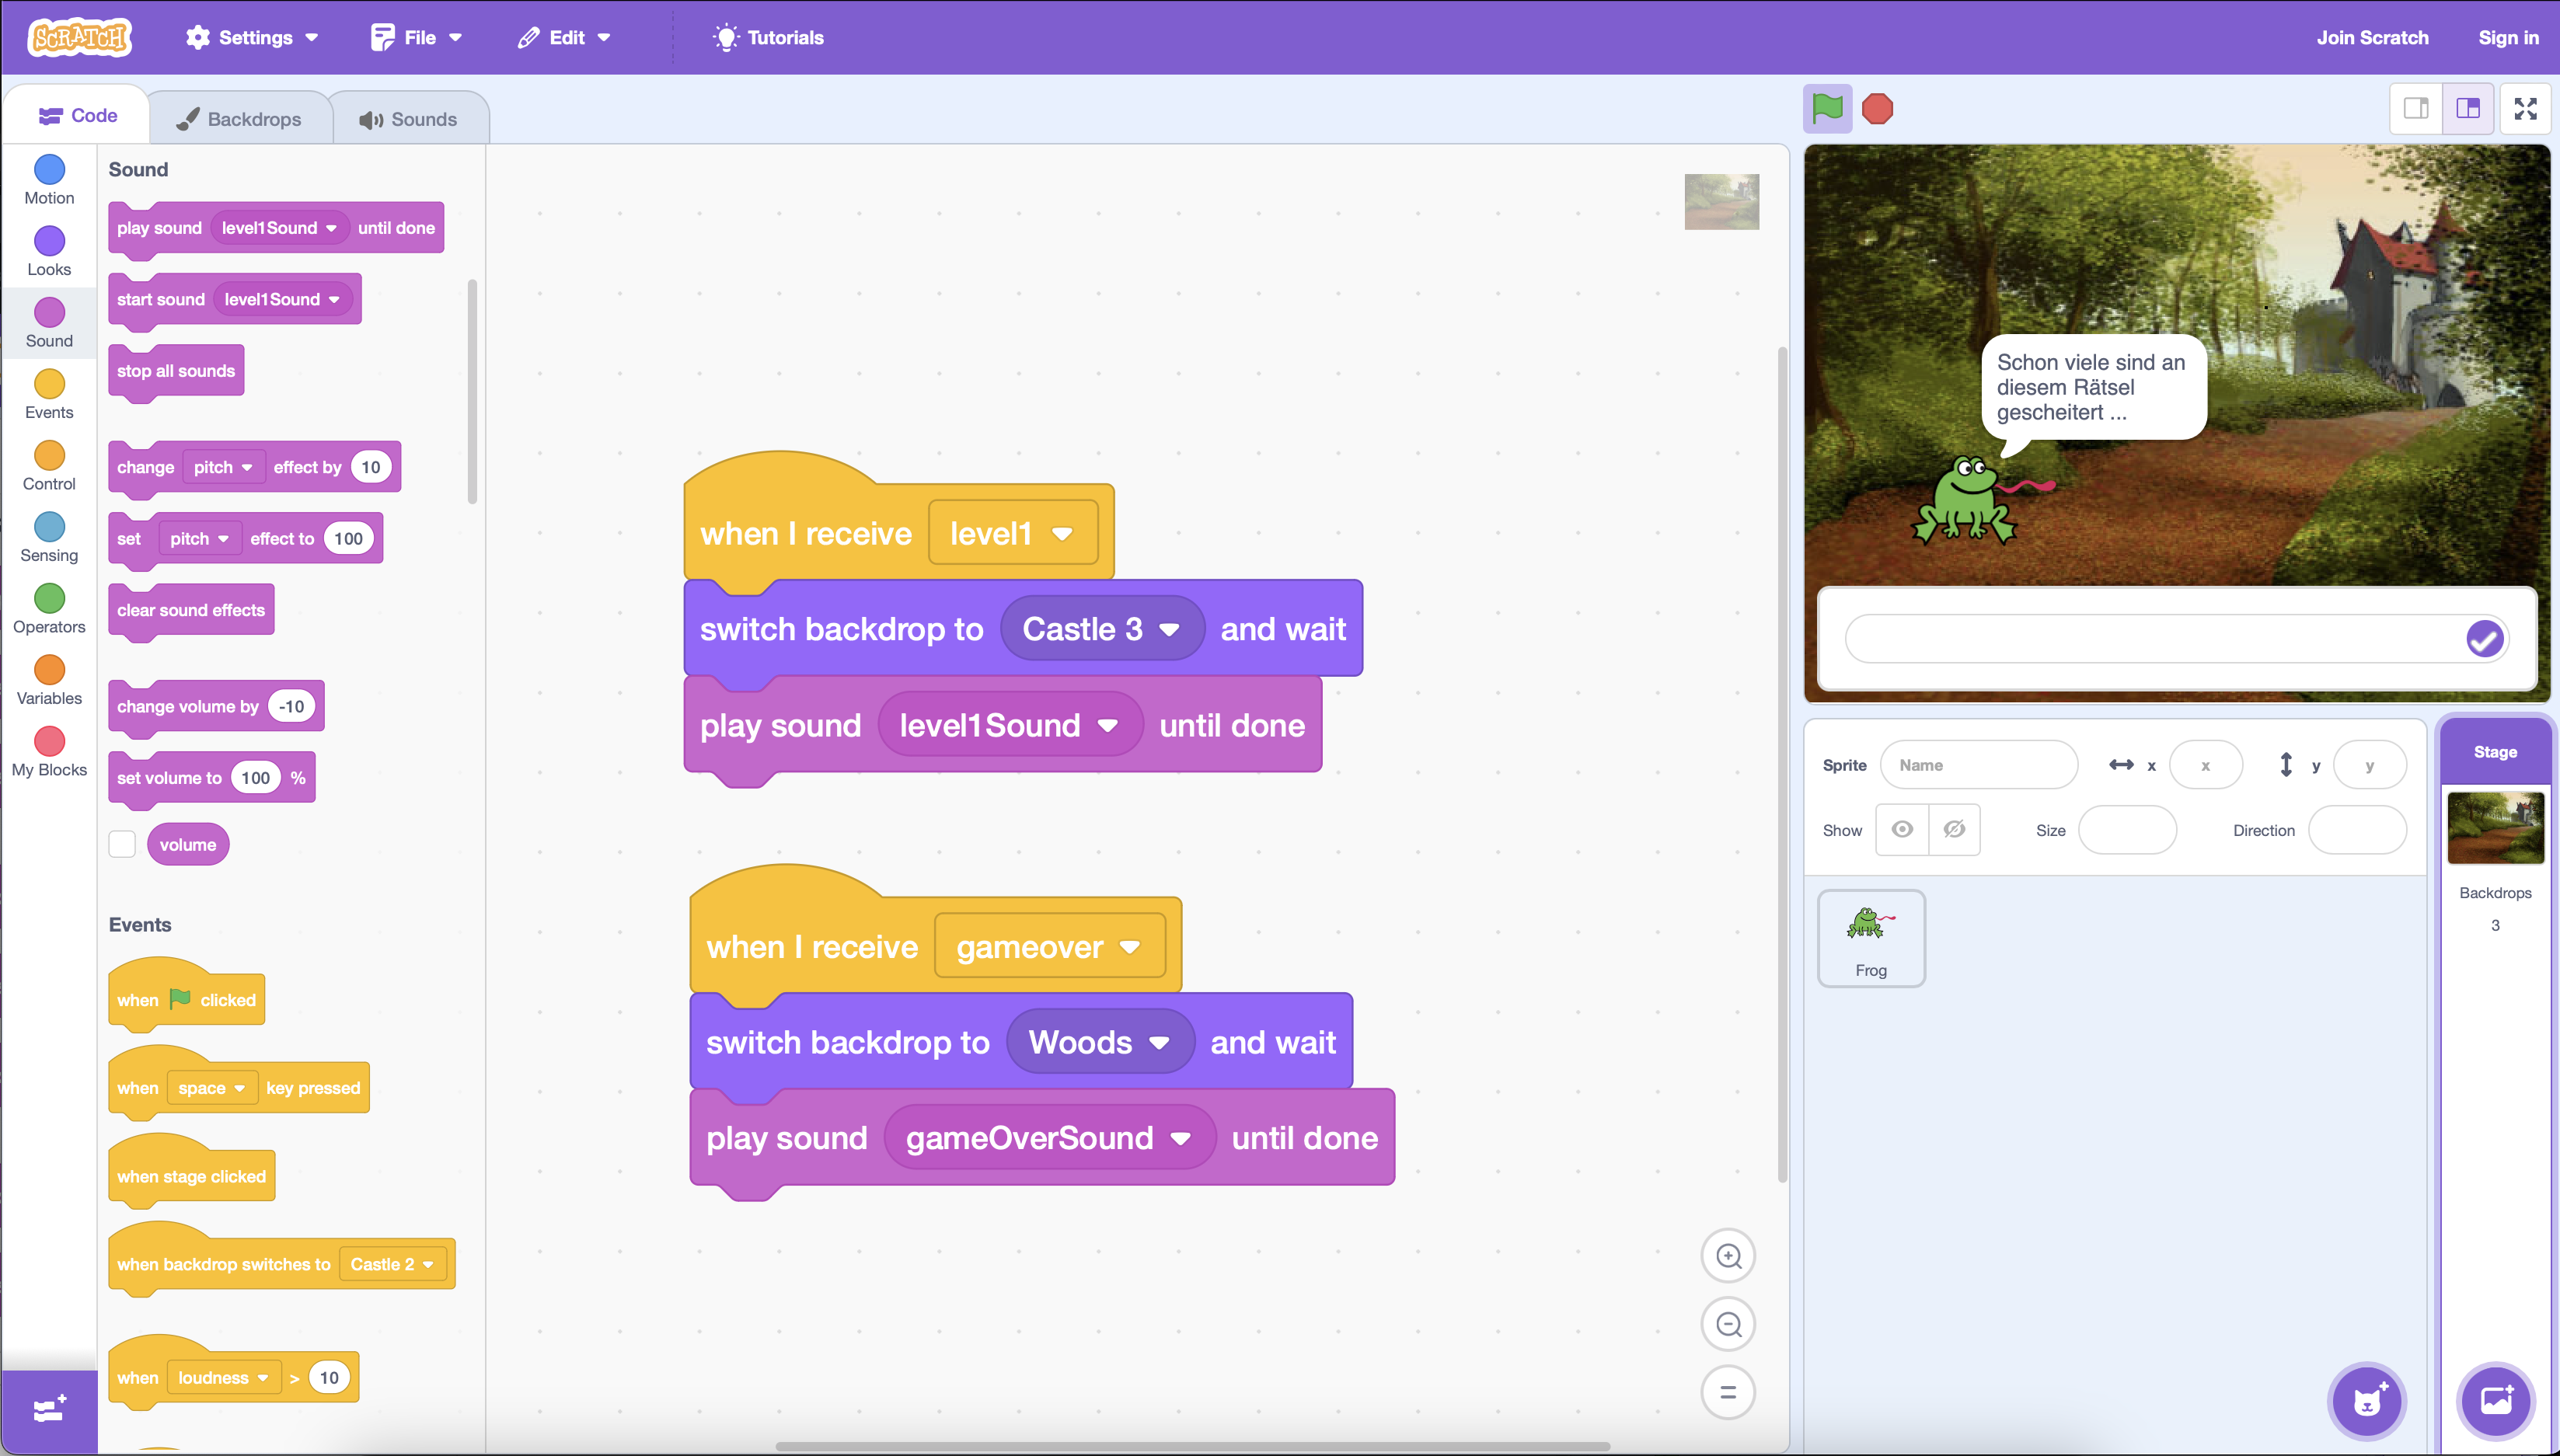 SCRATCH
Settings
File
Edit
Tutorials
Join Scratch
Sign in
Code
Backdrops
Sounds
Motion
Looks
Sound
Events
Control
Sensing
Operators
Variables
My Blocks
Sound
play sound level1Sound until done
start sound level1Sound
stop all sounds
change pitch effect by 10
set pitch effect to 100
clear sound effects
change volume by -10
set volume to 100 %
volume
Events
when clicked
when space key pressed
when stage clicked
when backdrop switches to Castle 2
when loudness > 10
when I receive level1
switch backdrop to Castle 3 and wait
play sound level1Sound until done
when I receive gameover
switch backdrop to Woods and wait
play sound gameOverSound until done
Schon viele sind an
diesem Rätsel
gescheitert ...
Sprite Name x x y y
Show Size Direction
Frog
Stage
Backdrops
3